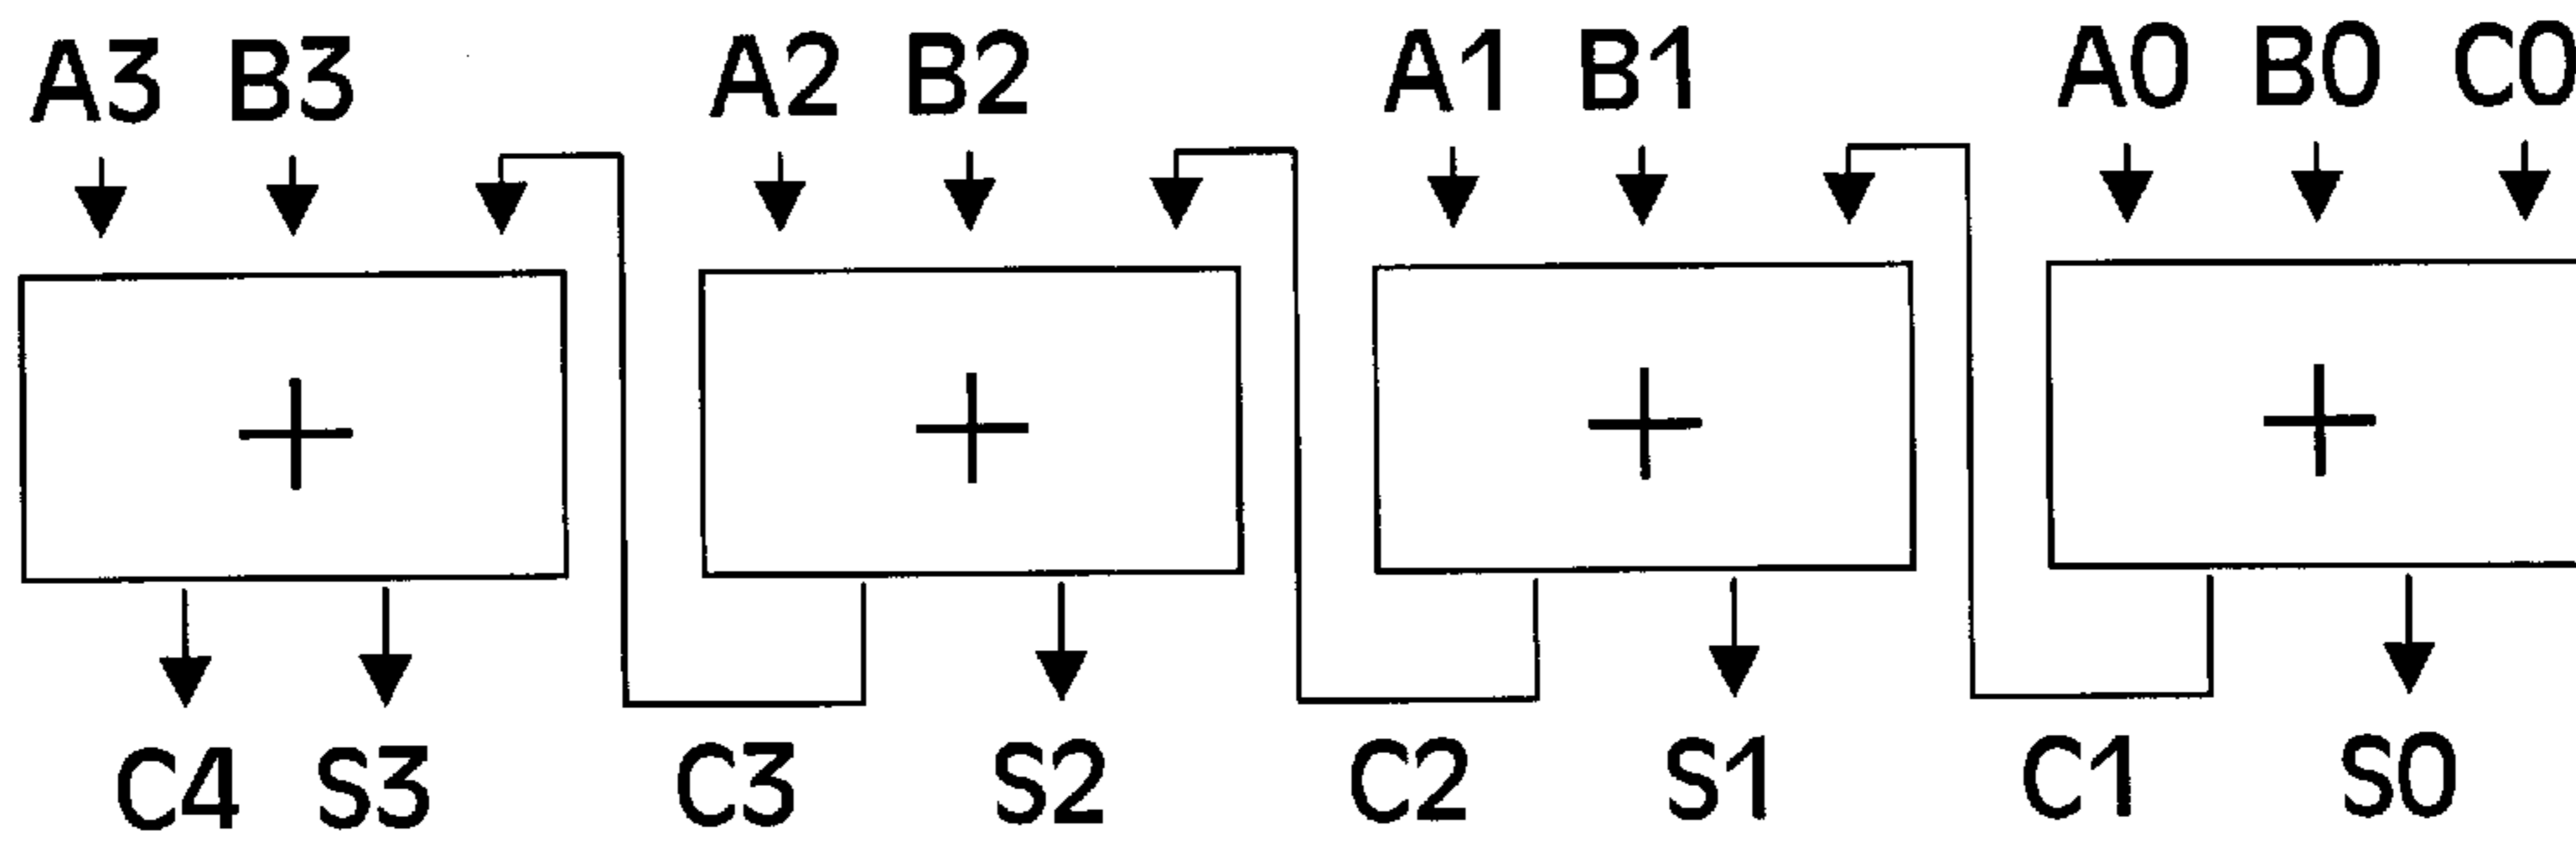 A3 B3 A2 B2 A1 B1 A0 B0 C0
+ + + +
C4 S3 C3 S2 C2 S1 C1 S0